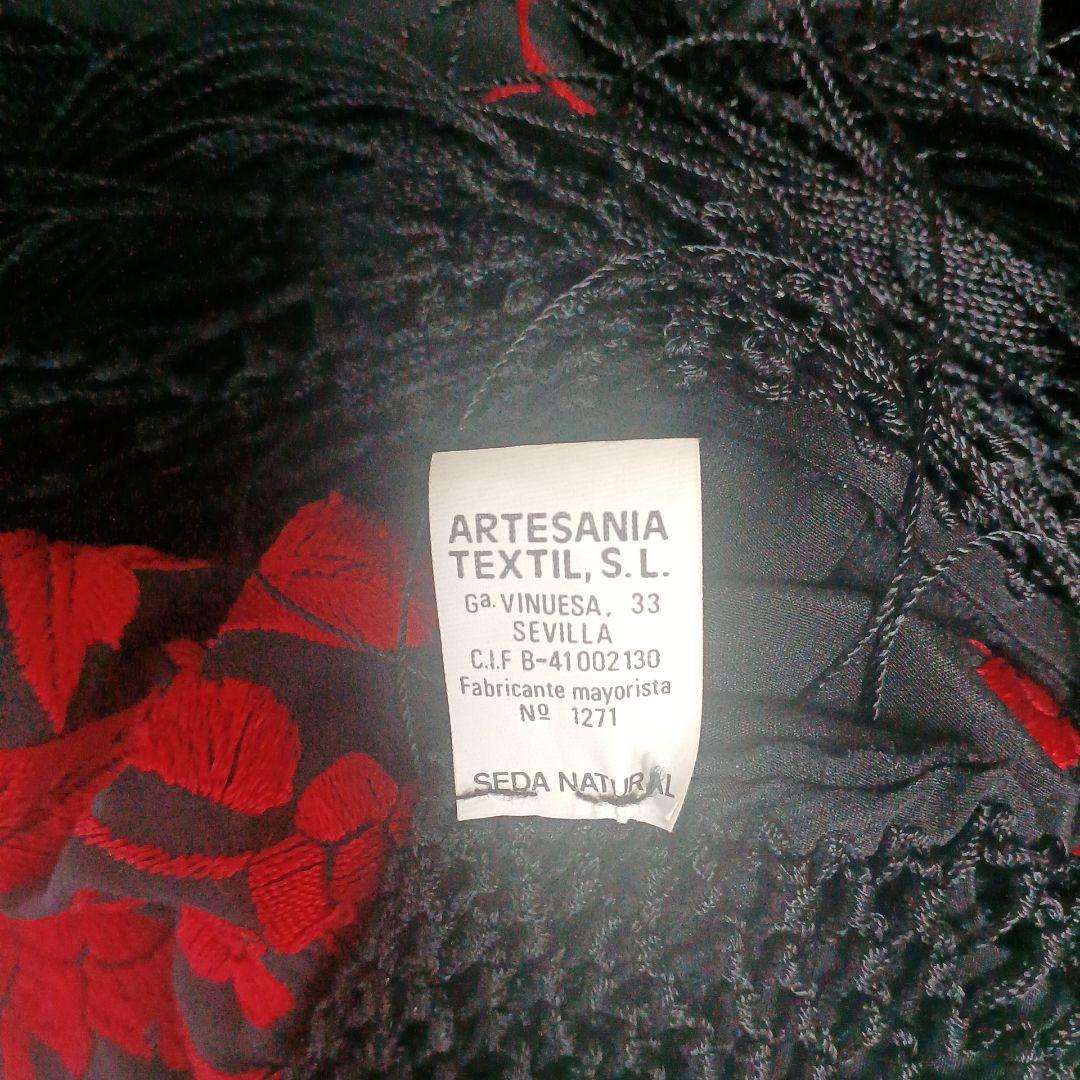 ARTESANIA
TEXTIL, S.L.
Gª. VINUESA, 33
SEVILLA
C.I.F B-41002130
Fabricante mayorista
Nº 1271
SEDA NATURAL